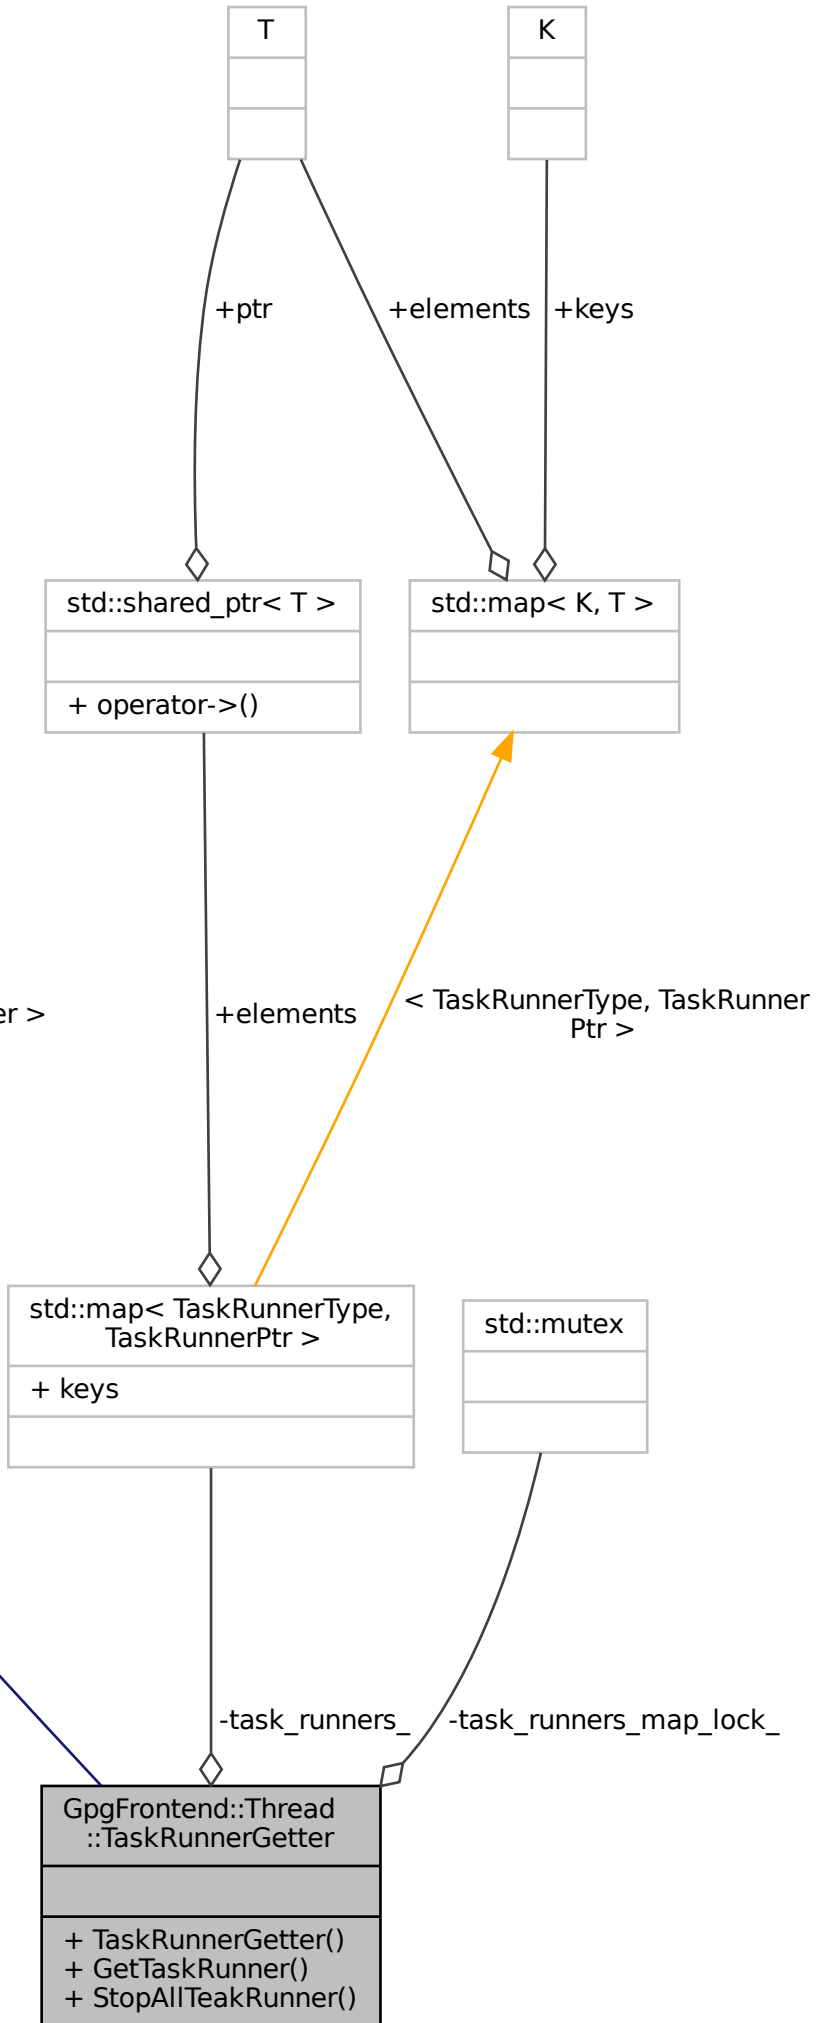 T
K
+ptr
+elements
+keys
std::shared_ptr< T >
+ operator->()
std::map< K, T >
er >
+elements
< TaskRunnerType, TaskRunner
Ptr >
std::map< TaskRunnerType,
TaskRunnerPtr >
+ keys
std::mutex
-task_runners_
-task_runners_map_lock_
GpgFrontend::Thread
::TaskRunnerGetter
+ TaskRunnerGetter()
+ GetTaskRunner()
+ StopAllTeakRunner()